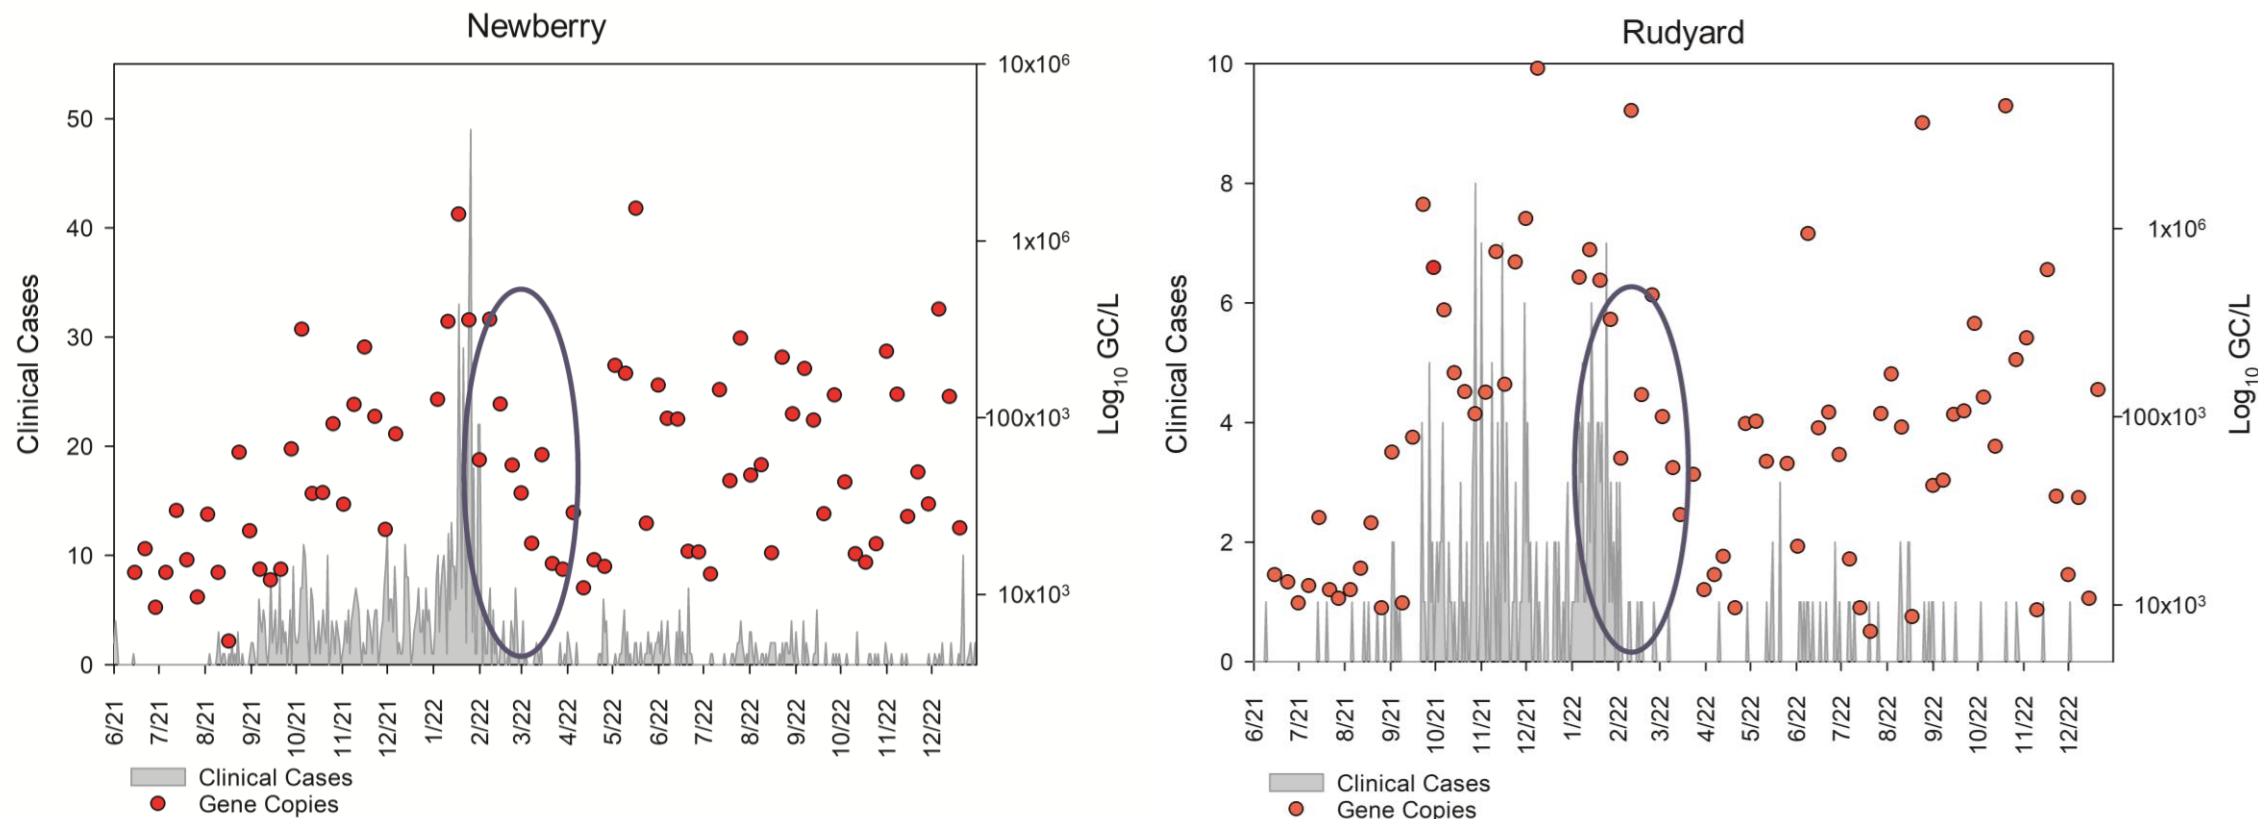 Newberry
Clinical Cases
50
40
30
20
10
0
10x10⁶
1x10⁶
100x10³
10x10³
Log₁₀ GC/L
6/21
7/21
8/21
9/21
10/21
11/21
12/21
1/22
2/22
3/22
4/22
5/22
6/22
7/22
8/22
9/22
10/22
11/22
12/22
Clinical Cases
Gene Copies
Rudyard
Clinical Cases
10
8
6
4
2
0
1x10⁶
100x10³
10x10³
Log₁₀ GC/L
6/21
7/21
8/21
9/21
10/21
11/21
12/21
1/22
2/22
3/22
4/22
5/22
6/22
7/22
8/22
9/22
10/22
11/22
12/222
Clinical Cases
Gene Copies